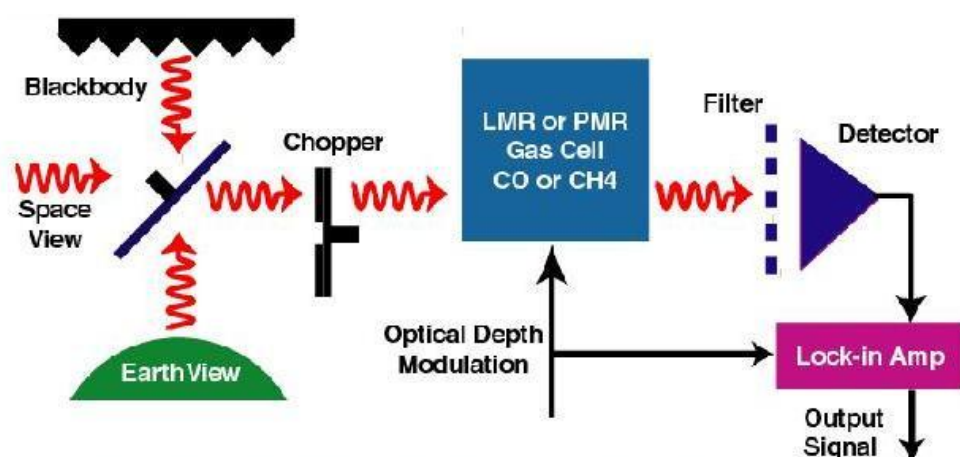 Blackbody
Space
View
Earth View
Chopper
LMR or PMR
Gas Cell
CO or CH4
Filter
Detector
Optical Depth
Modulation
Lock-in Amp
Output
Signal